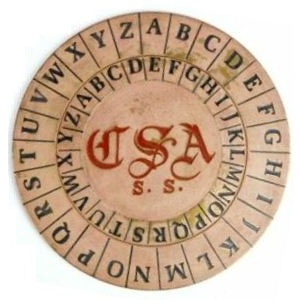 A B C D E F G H I J K L M N O P Q R S T U V W X Y Z
A B C D E F G H I J K L M N O P Q R S T U V W X Y Z
CSA
S. S.